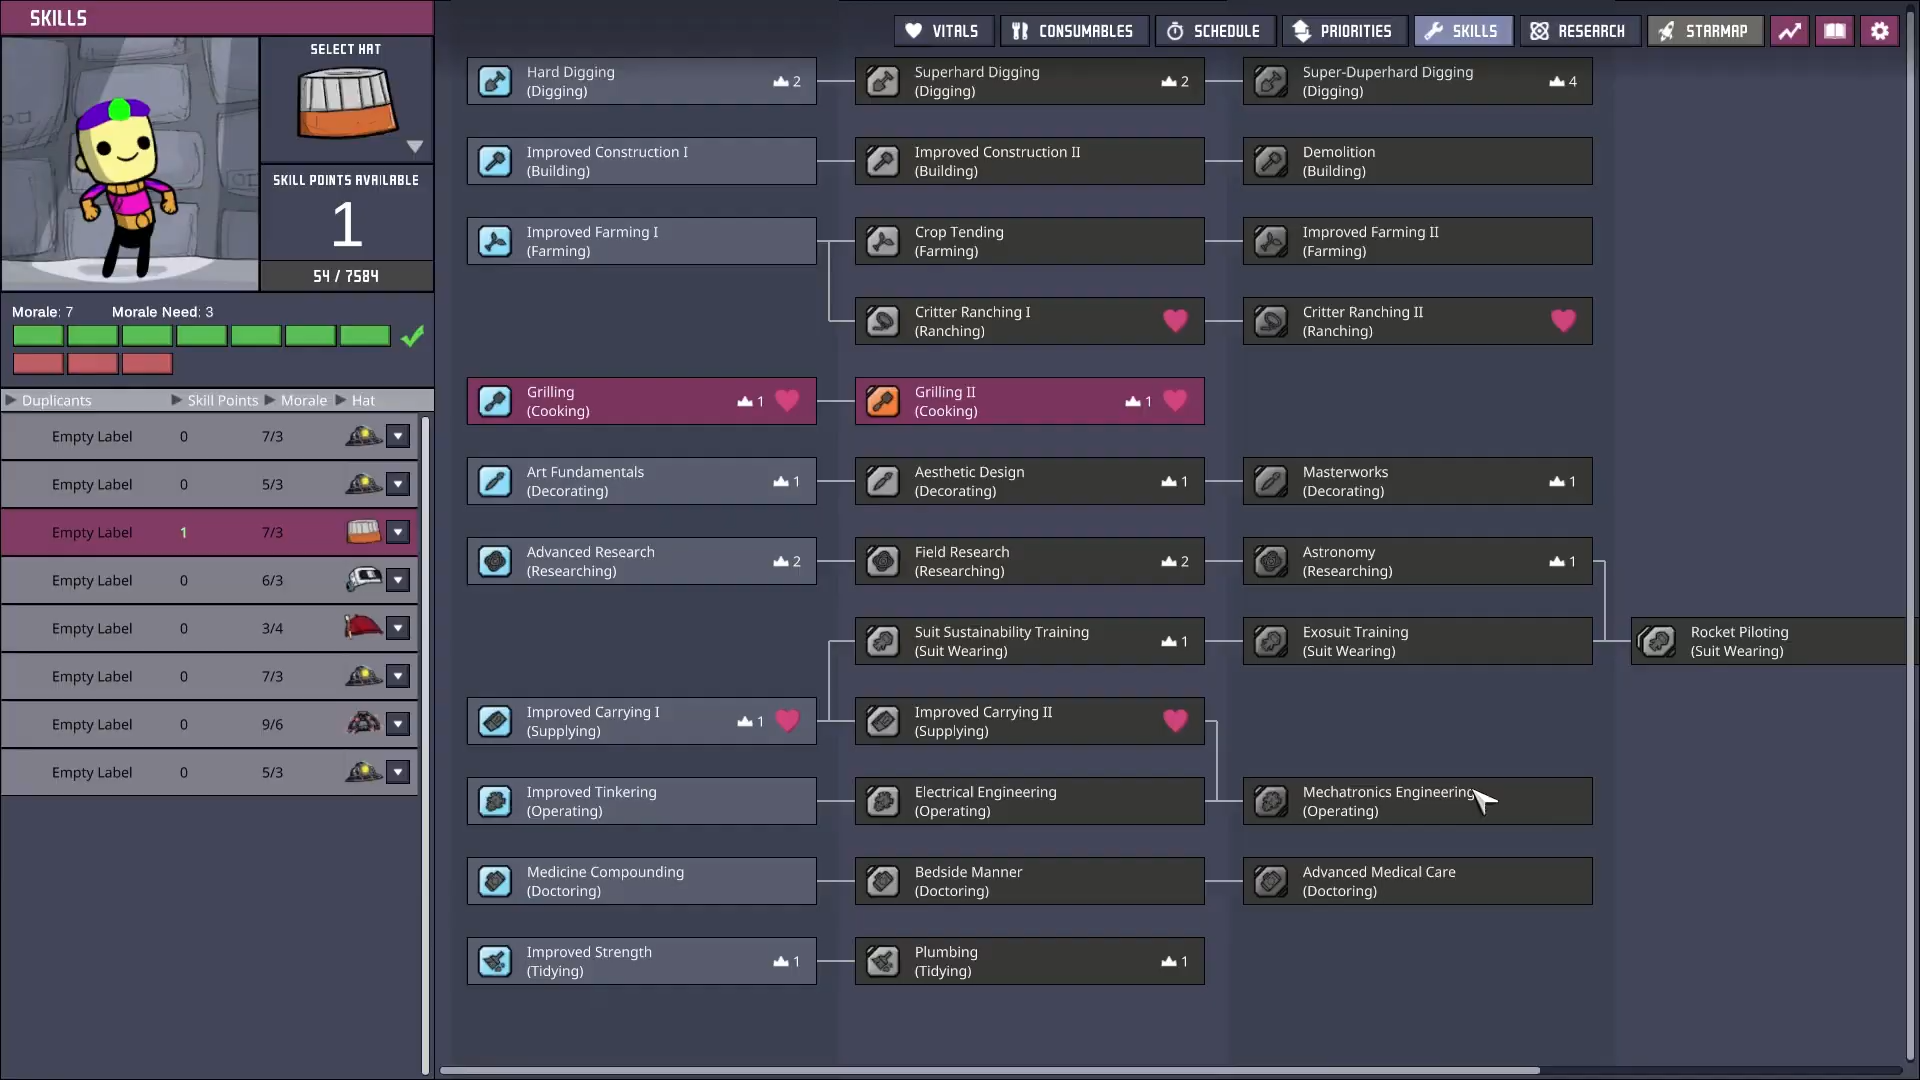 SKILLS
VITALS
CONSUMABLES
SCHEDULE
PRIORITIES
SKILLS
RESEARCH
STARMAP
SELECT HAT
SKILL POINTS AVAILABLE
1
54 / 7584
Morale: 7 Morale Need: 3
Duplicants Skill Points Morale Hat
Empty Label 0 7/3
Empty Label 0 5/3
Empty Label 1 7/3
Empty Label 0 6/3
Empty Label 0 3/4
Empty Label 0 7/3
Empty Label 0 9/6
Empty Label 0 5/3
Hard Digging
(Digging)
2
Superhard Digging
(Digging)
2
Super-Duperhard Digging
(Digging)
4
Improved Construction I
(Building)
Improved Construction II
(Building)
Demolition
(Building)
Improved Farming I
(Farming)
Crop Tending
(Farming)
Improved Farming II
(Farming)
Critter Ranching I
(Ranching)
Critter Ranching II
(Ranching)
Grilling
(Cooking)
1
Grilling II
(Cooking)
1
Art Fundamentals
(Decorating)
1
Aesthetic Design
(Decorating)
1
Masterworks
(Decorating)
1
Advanced Research
(Researching)
2
Field Research
(Researching)
2
Astronomy
(Researching)
1
Suit Sustainability Training
(Suit Wearing)
1
Exosuit Training
(Suit Wearing)
Rocket Piloting
(Suit Wearing)
Improved Carrying I
(Supplying)
1
Improved Carrying II
(Supplying)
Improved Tinkering
(Operating)
Electrical Engineering
(Operating)
Mechatronics Engineering
(Operating)
Medicine Compounding
(Doctoring)
Bedside Manner
(Doctoring)
Advanced Medical Care
(Doctoring)
Improved Strength
(Tidying)
1
Plumbing
(Tidying)
1